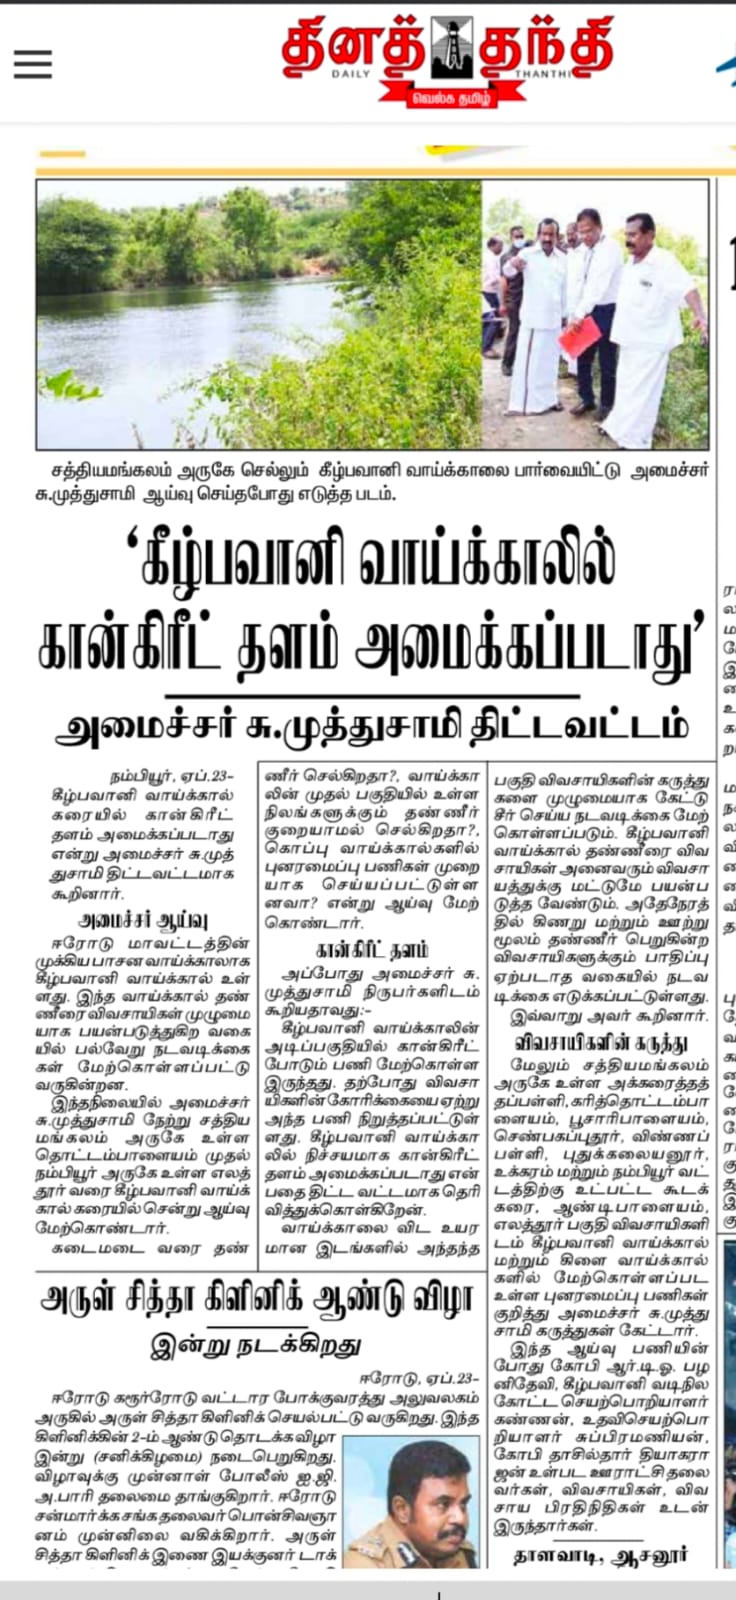 தினத் தந்தி
DAILY THANTHI
வெல்க தமிழ்
சத்தியமங்கலம் அருகே செல்லும் கீழ்பவானி வாய்க்காலை பார்வையிட்டு அமைச்சர்
சு.முத்துசாமி ஆய்வு செய்தபோது எடுத்த படம்.
‘கீழ்பவானி வாய்க்காலில்
கான்கிரீட் தளம் அமைக்கப்படாது’
அமைச்சர் சு.முத்துசாமி திட்டவட்டம்
நம்பியூர், ஏப்.23-
கீழ்பவானி வாய்க்கால்
கரையில் கான்கிரீட்
தளம் அமைக்கப்படாது
என்று அமைச்சர் சு.முத்
துசாமி திட்டவட்டமாக
கூறினார்.
அமைச்சர் ஆய்வு
ஈரோடு மாவட்டத்தின்
முக்கிய பாசன வாய்க்காலாக
கீழ்பவானி வாய்க்கால் உள்
ளது. இந்த வாய்க்கால் தண்
ணீரை விவசாயிகள் முழுமை
யாக பயன்படுத்துகிற வகை
யில் பல்வேறு நடவடிக்கை
கள் மேற்கொள்ளப்பட்டு
வருகின்றன.
இந்தநிலையில் அமைச்சர்
சு.முத்துசாமி நேற்று சத்திய
மங்கலம் அருகே உள்ள
தொட்டம்பாளையம் முதல்
நம்பியூர் அருகே உள்ள எலத்
தூர் வரை கீழ்பவானி வாய்க்
கால் கரையில் சென்று ஆய்வு
மேற்கொண்டார்.
கடைமடை வரை தண்
ணீர் செல்கிறதா?, வாய்க்கா
லின் முதல் பகுதியில் உள்ள
நிலங்களுக்கும் தண்ணீர்
குறையாமல் செல்கிறதா?,
கொப்பு வாய்க்கால்களில்
புனரமைப்பு பணிகள் முறை
யாக செய்யப்பட்டுள்ள
னவா? என்று ஆய்வு மேற்
கொண்டார்.
கான்கிரீட் தளம்
அப்போது அமைச்சர் சு.
முத்துசாமி நிருபர்களிடம்
கூறியதாவது:-
கீழ்பவானி வாய்க்காலின்
அடிப்பகுதியில் கான்கிரீட்
போடும் பணி மேற்கொள்ள
இருந்தது. தற்போது விவசா
யிகளின் கோரிக்கையை ஏற்று
அந்த பணி நிறுத்தப்பட்டுள்
ளது. கீழ்பவானி வாய்க்கா
லில் நிச்சயமாக கான்கிரீட்
தளம் அமைக்கப்படாது என்
பதை திட்ட வட்டமாக தெரி
வித்துக்கொள்கிறேன்.
வாய்க்காலை விட உயர
மான இடங்களில் அந்தந்த
பகுதி விவசாயிகளின் கருத்து
களை முழுமையாக கேட்டு
சீர் செய்ய நடவடிக்கை மேற்
கொள்ளப்படும். கீழ்பவானி
வாய்க்கால் தண்ணீரை விவ
சாயிகள் அனைவரும் விவசா
யத்துக்கு மட்டுமே பயன்ப
டுத்த வேண்டும். அதேநேரத்
தில் கிணறு மற்றும் ஊற்று
மூலம் தண்ணீர் பெறுகின்ற
விவசாயிகளுக்கும் பாதிப்பு
ஏற்படாத வகையில் நடவ
டிக்கை எடுக்கப்பட்டுள்ளது.
இவ்வாறு அவர் கூறினார்.
விவசாயிகளின் கருத்து
மேலும் சத்தியமங்கலம்
அருகே உள்ள அக்கரைத்தத்
தப்பள்ளி,கரித்தொட்டம்பா
ளையம், பூசாரிபாளையம்,
செண்பகப்புதூர், விண்ணப்
பள்ளி, புதுக்கலையனூர்,
உக்கரம் மற்றும் நம்பியூர் வட்
டத்திற்கு உட்பட்ட கூடக்
கரை, ஆண்டிபாளையம்,
எலத்தூர் பகுதி விவசாயிகளி
டம் கீழ்பவானி வாய்க்கால்
மற்றும் கிளை வாய்க்கால்
களில் மேற்கொள்ளப்பட
உள்ள புனரமைப்பு பணிகள்
குறித்து அமைச்சர் சு.முத்து
சாமி கருத்துகள் கேட்டார்.
இந்த ஆய்வு பணியின்
போது கோபி ஆர்.டி.ஓ. பழ
னிதேவி, கீழ்பவானி வடிநில
கோட்ட செயற்பொறியாளர்
கண்ணன், உதவிசெயற்பொ
றியாளர் சுப்பிரமணியன்,
கோபி தாசில்தார் தியாகரா
ஜன் உள்பட ஊராட்சி தலை
வர்கள், விவசாயிகள், விவ
சாய பிரதிநிதிகள் உடன்
இருந்தார்கள்.
அருள் சித்தா கிளினிக் ஆண்டு விழா
இன்று நடக்கிறது
ஈரோடு, ஏப்.23-
ஈரோடு கரூர்ரோடு வட்டார போக்குவரத்து அலுவலகம்
அருகில் அருள் சித்தா கிளினிக் செயல்பட்டு வருகிறது. இந்த
கிளினிக்கின் 2-ம் ஆண்டு தொடக்கவிழா
இன்று (சனிக்கிழமை) நடைபெறுகிறது.
விழாவுக்கு முன்னாள் போலீஸ் ஐ.ஜி.
அ.பாரி தலைமை தாங்குகிறார். ஈரோடு
சன்மார்க்க சங்க தலைவர் பொன்சிவஞா
னம் முன்னிலை வகிக்கிறார். அருள்
சித்தா கிளினிக் இணை இயக்குனர் டாக்
தாளவாடி, ஆசனூர்